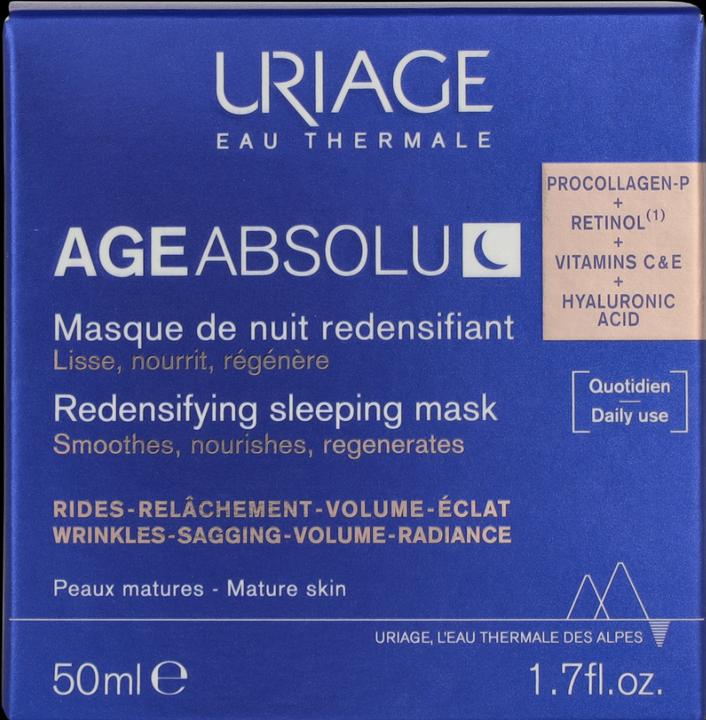 URIAGE
EAU THERMALE
PROCOLLAGEN-P
+
RETINOL(1)
+
VITAMINS C&E
+
HYALURONIC
ACID
AGE ABSOLU
Masque de nuit redensifiant
Lisse, nourrit, régénère
Redensifying sleeping mask
Smoothes, nourishes, regenerates
Quotidien
Daily use
RIDES-RELÂCHEMENT-VOLUME-ÉCLAT
WRINKLES-SAGGING-VOLUME-RADIANCE
Peaux matures - Mature skin
URIAGE, L'EAU THERMALE DES ALPES
50ml ℮
1.7fl.oz.